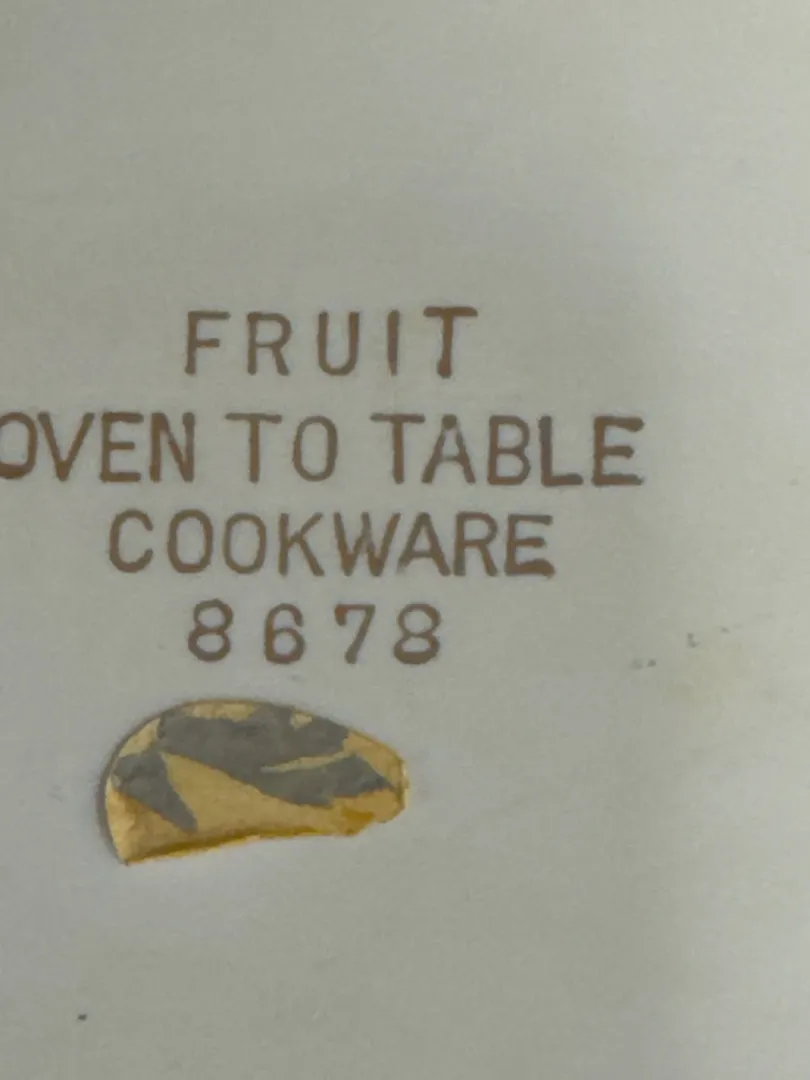 FRUIT
OVEN TO TABLE
COOKWARE
8678